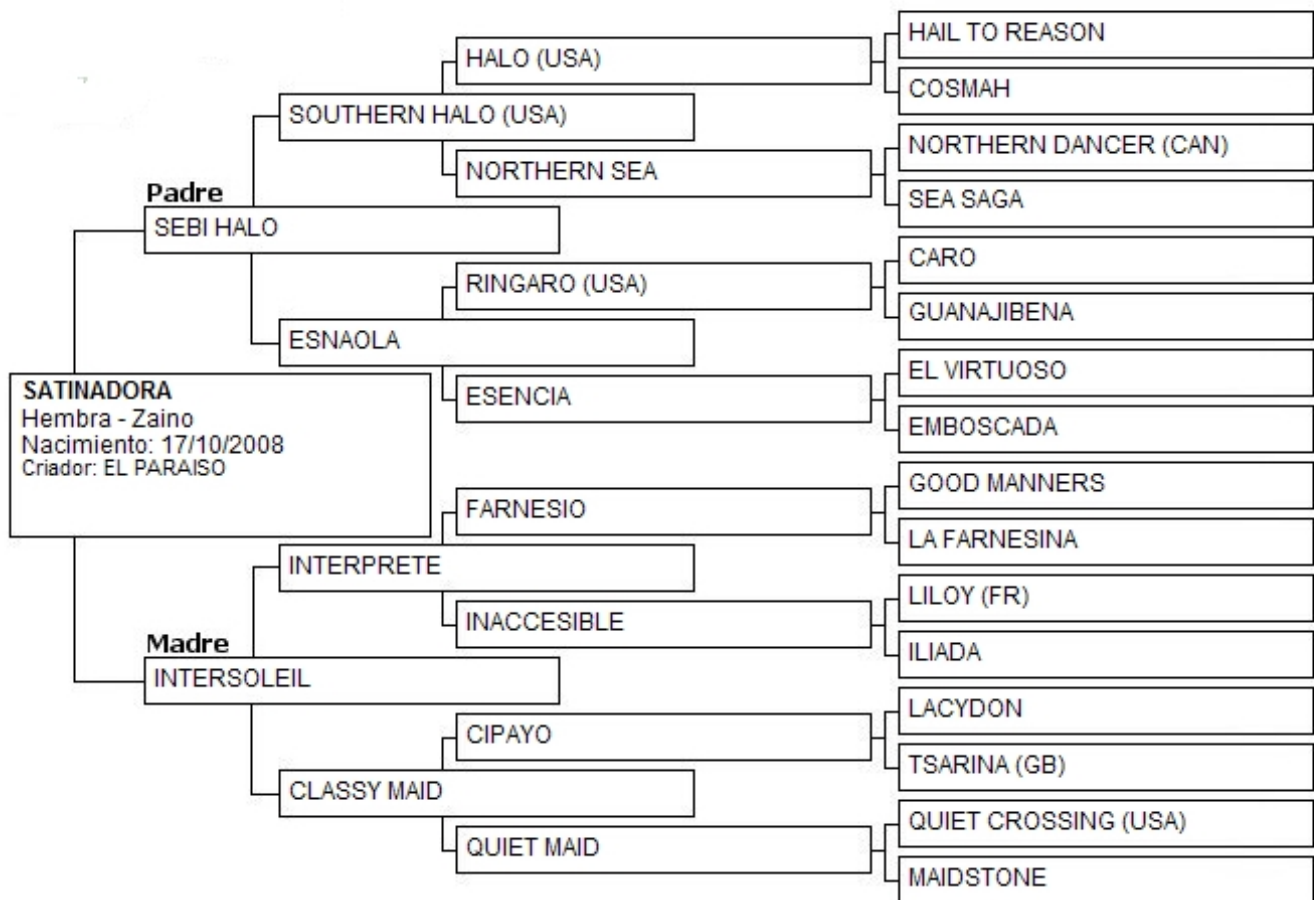 HAIL TO REASON
HALO (USA)
COSMAH
SOUTHERN HALO (USA)
NORTHERN DANCER (CAN)
NORTHERN SEA
SEA SAGA
Padre
SEBI HALO
CARO
RINGARO (USA)
GUANAJIBENA
ESNAOLA
EL VIRTUOSO
ESENCIA
EMBOSCADA
SATINADORA
Hembra - Zaino
Nacimiento: 17/10/2008
Criador: EL PARAISO
GOOD MANNERS
FARNESIO
LA FARNESINA
INTERPRETE
LILOY (FR)
INACCESIBLE
ILIADA
Madre
INTERSOLEIL
LACYDON
CIPAYO
TSARINA (GB)
CLASSY MAID
QUIET CROSSING (USA)
QUIET MAID
MAIDSTONE